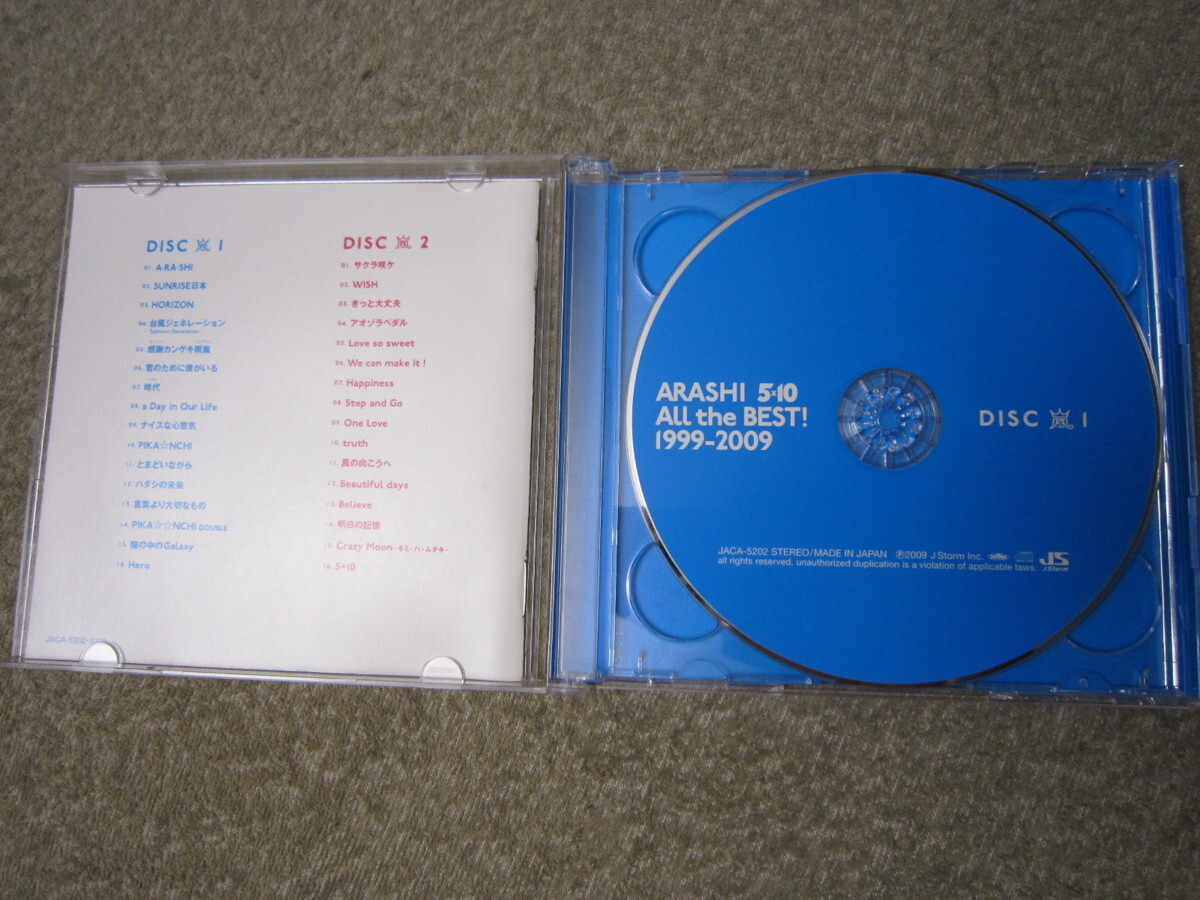 DISC 嵐 1
01. A·RA·SHI
02. SUNRISE日本
03. HORIZON
04. 台風ジェネレーション
Typhoon Generation
05. 感謝カンゲキ雨嵐
06. 君のために僕がいる
07. 時代
08. a Day in Our Life
09. ナイスな心意気
10. PIKA☆NCHI
11. とまどいながら
12. ハダシの未来
13. 言葉より大切なもの
14. PIKA☆☆NCHI DOUBLE
15. 瞳の中のGalaxy
16. Hero
JACA-5202~5203
DISC 嵐 2
01. サクラ咲ケ
02. WISH
03. きっと大丈夫
04. アオゾラペダル
05. Love so sweet
06. We can make it!
07. Happiness
08. Step and Go
09. One Love
10. truth
11. 風の向こうへ
12. Beautiful days
13. Believe
14. 明日の記憶
15. Crazy Moon~キミ・ハ・ムテキ~
16. 5×10
ARASHI 5×10
All the BEST!
1999-2009
DISC 嵐 1
JACA-5202 STEREO/MADE IN JAPAN ℗2009 J Storm Inc.
all rights reserved. unauthorized duplication is a violation of applicable laws.
JS
J Storm